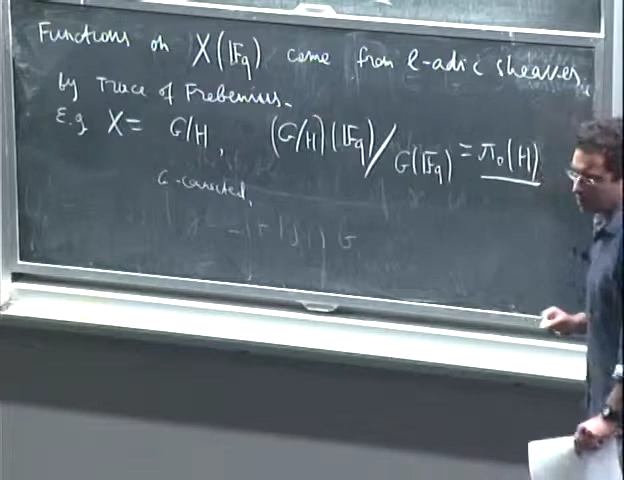 Functions on X(𝔽q) come from ℓ-adic sheaves,
by Trace of Frobenius.
E.g X = G/H, (G/H)(𝔽q)/G(𝔽q) = π₀(H)
G-connected,